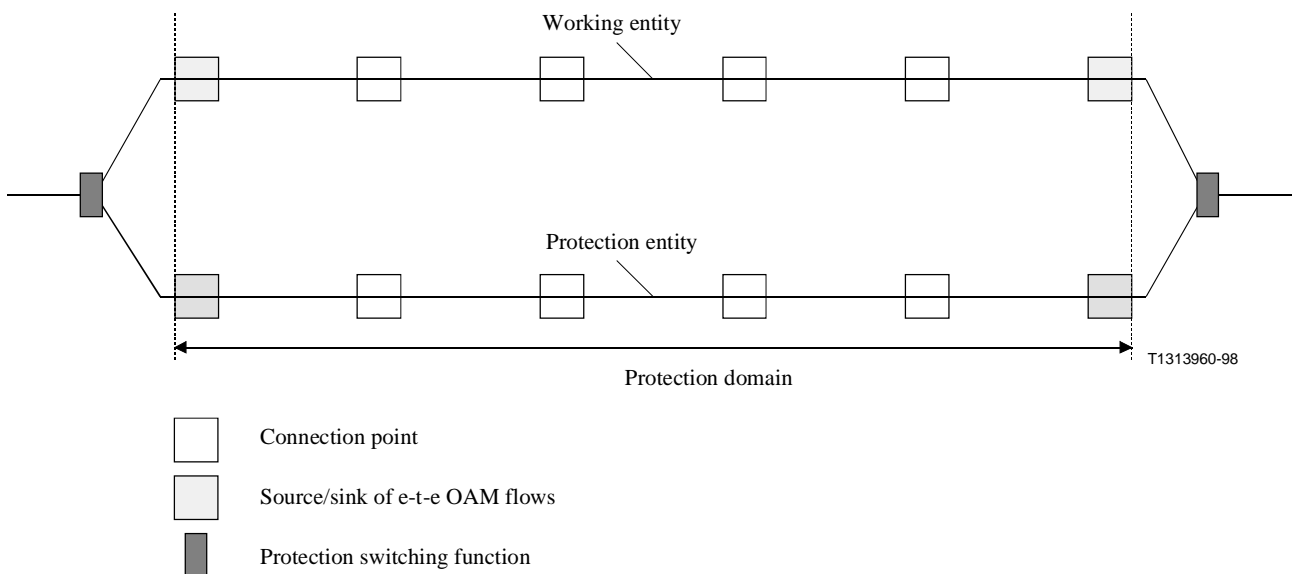 Working entity
Protection entity
T1313960-98
Protection domain
Connection point
Source/sink of e-t-e OAM flows
Protection switching function